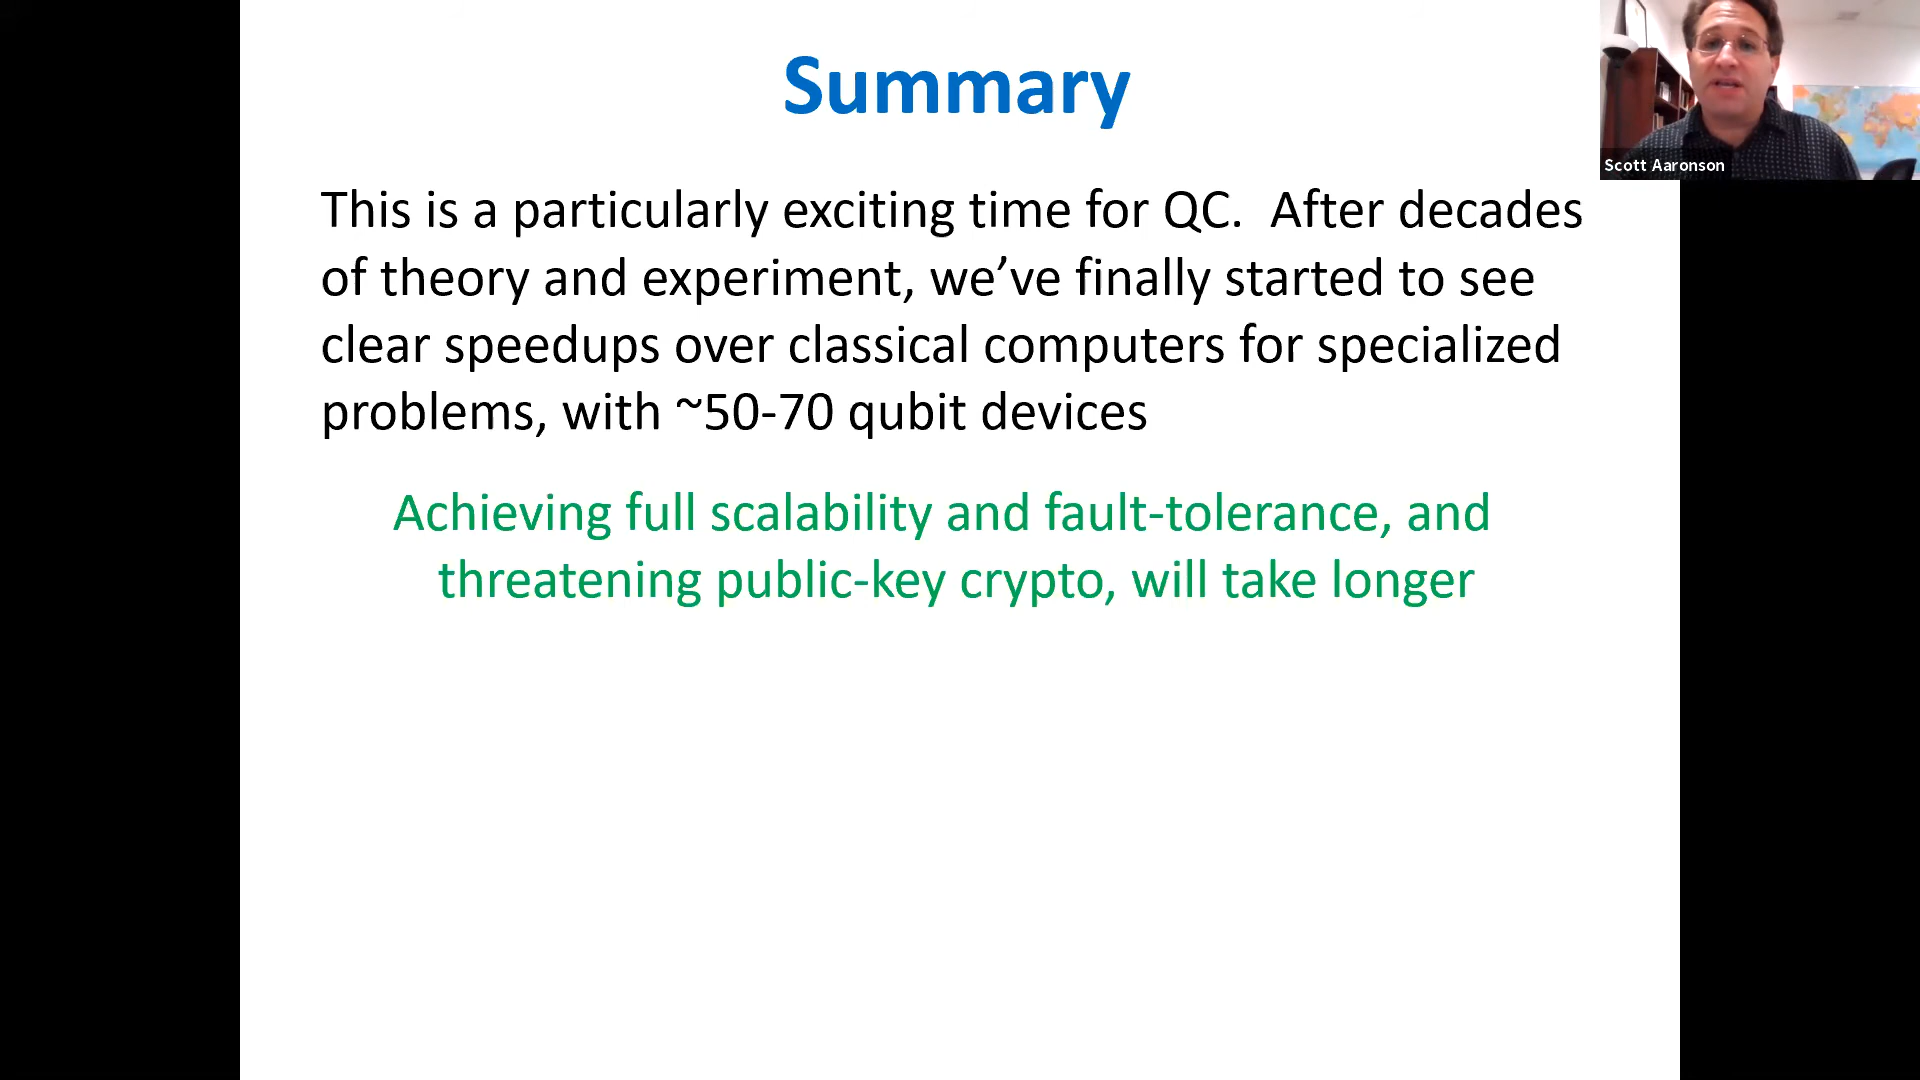 Summary
Scott Aaronson
This is a particularly exciting time for QC.  After decades
of theory and experiment, we’ve finally started to see
clear speedups over classical computers for specialized
problems, with ~50-70 qubit devices
Achieving full scalability and fault-tolerance, and
threatening public-key crypto, will take longer